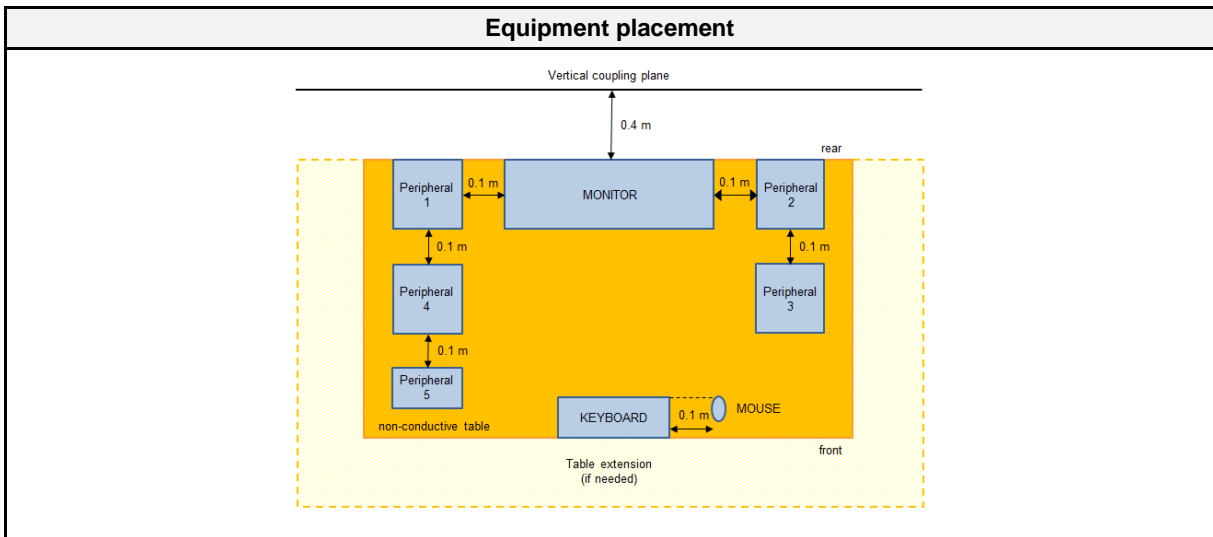 Equipment placement
Vertical coupling plane
0.4 m
rear
Peripheral
1
0.1 m
MONITOR
0.1 m
Peripheral
2
0.1 m
0.1 m
Peripheral
4
Peripheral
3
0.1 m
Peripheral
5
KEYBOARD
0.1 m
MOUSE
non-conductive table
front
Table extension
(if needed)